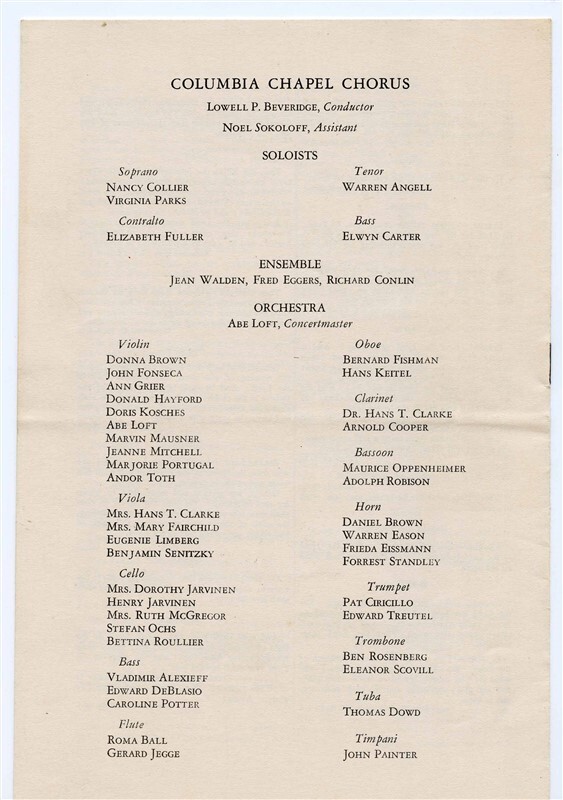 COLUMBIA CHAPEL CHORUS
LOWELL P. BEVERIDGE, Conductor
NOEL SOKOLOFF, Assistant
SOLOISTS
Soprano
NANCY COLLIER
VIRGINIA PARKS
Contralto
ELIZABETH FULLER
Tenor
WARREN ANGELL
Bass
ELWYN CARTER
ENSEMBLE
JEAN WALDEN, FRED EGGERS, RICHARD CONLIN
ORCHESTRA
ABE LOFT, Concertmaster
Violin
DONNA BROWN
JOHN FONSECA
ANN GRIER
DONALD HAYFORD
DORIS KOSCHES
ABE LOFT
MARVIN MAUSNER
JEANNE MITCHELL
MARJORIE PORTUGAL
ANDOR TOTH
Viola
MRS. HANS T. CLARKE
MRS. MARY FAIRCHILD
EUGENIE LIMBERG
BENJAMIN SENITZKY
Cello
MRS. DOROTHY JARVINEN
HENRY JARVINEN
MRS. RUTH MCGREGOR
STEFAN OCHS
BETTINA ROULLIER
Bass
VLADIMIR ALEXIEFF
EDWARD DEBLASIO
CAROLINE POTTER
Flute
ROMA BALL
GERARD JEGGE
Oboe
BERNARD FISHMAN
HANS KEITEL
Clarinet
DR. HANS T. CLARKE
ARNOLD COOPER
Bassoon
MAURICE OPPENHEIMER
ADOLPH ROBISON
Horn
DANIEL BROWN
WARREN EASON
FRIEDA EISSMANN
FORREST STANDLEY
Trumpet
PAT CIRICILLO
EDWARD TREUTEL
Trombone
BEN ROSENBERG
ELEANOR SCOVILL
Tuba
THOMAS DOWD
Timpani
JOHN PAINTER